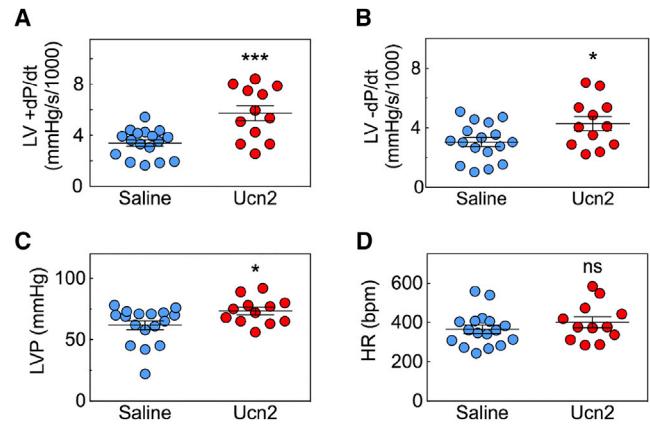 A
LV +dP/dt
(mmHg/s/1000)
8
4
0
***
Saline
Ucn2
B
LV -dP/dt
(mmHg/s/1000)
8
4
0
*
Saline
Ucn2
C
LVP (mmHg)
100
50
0
*
Saline
Ucn2
D
HR (bpm)
600
400
200
0
ns
Saline
Ucn2